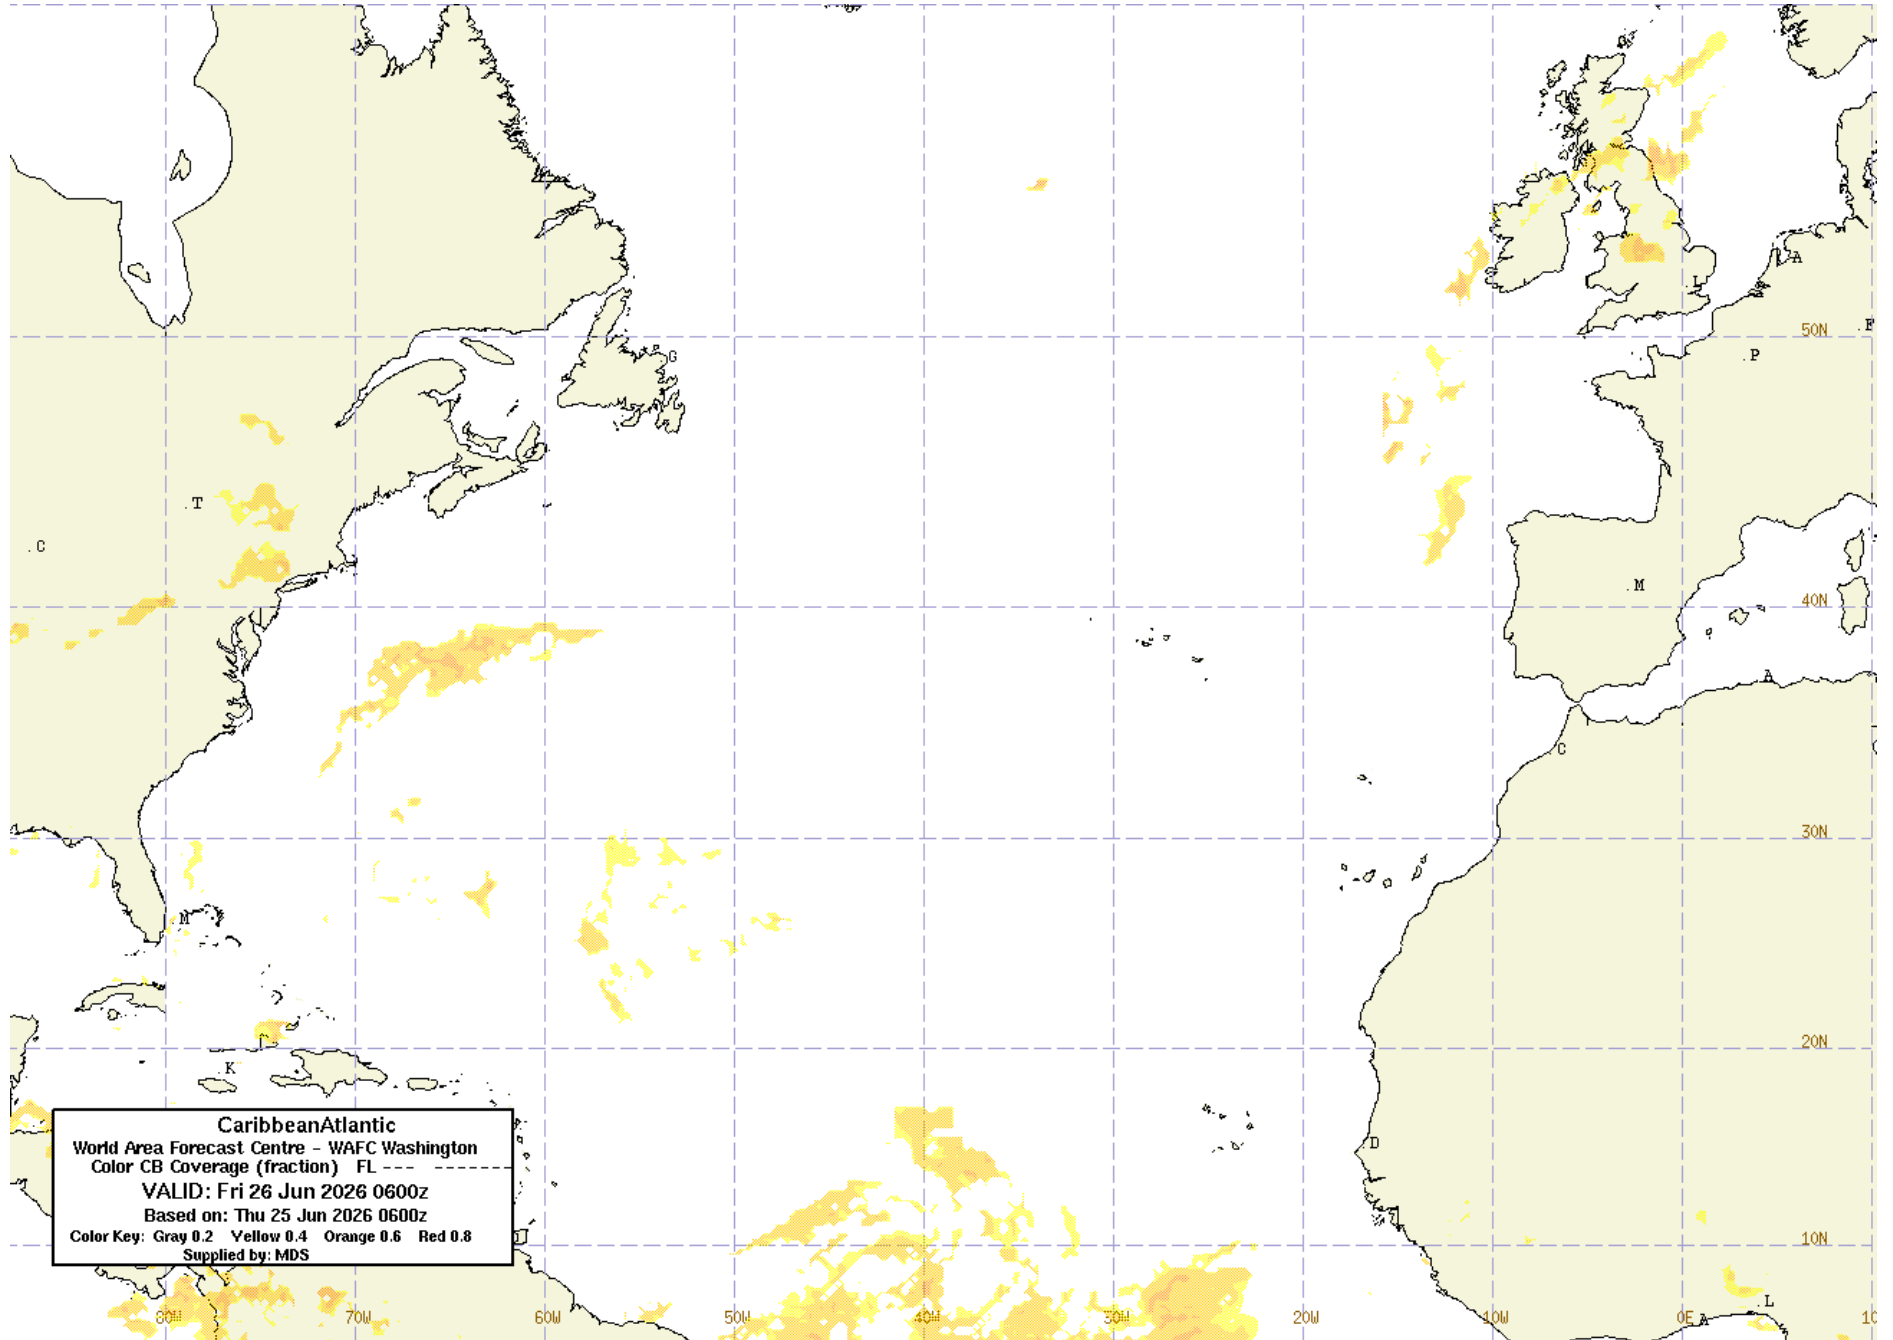 G
A
L
F
50N
P
T
C
M
40N
A
C
30N
M
20N
K
D
CaribbeanAtlantic
World Area Forecast Centre - WAFC Washington
Color CB Coverage (fraction) FL --- --------
VALID: Fri 26 Jun 2026 0600z
Based on: Thu 25 Jun 2026 0600z
Color Key: Gray 0.2 Yellow 0.4 Orange 0.6 Red 0.8
Supplied by: MDS
10N
L
80W 70W 60W 50W 40W 30W 20W 10W 0E A 10